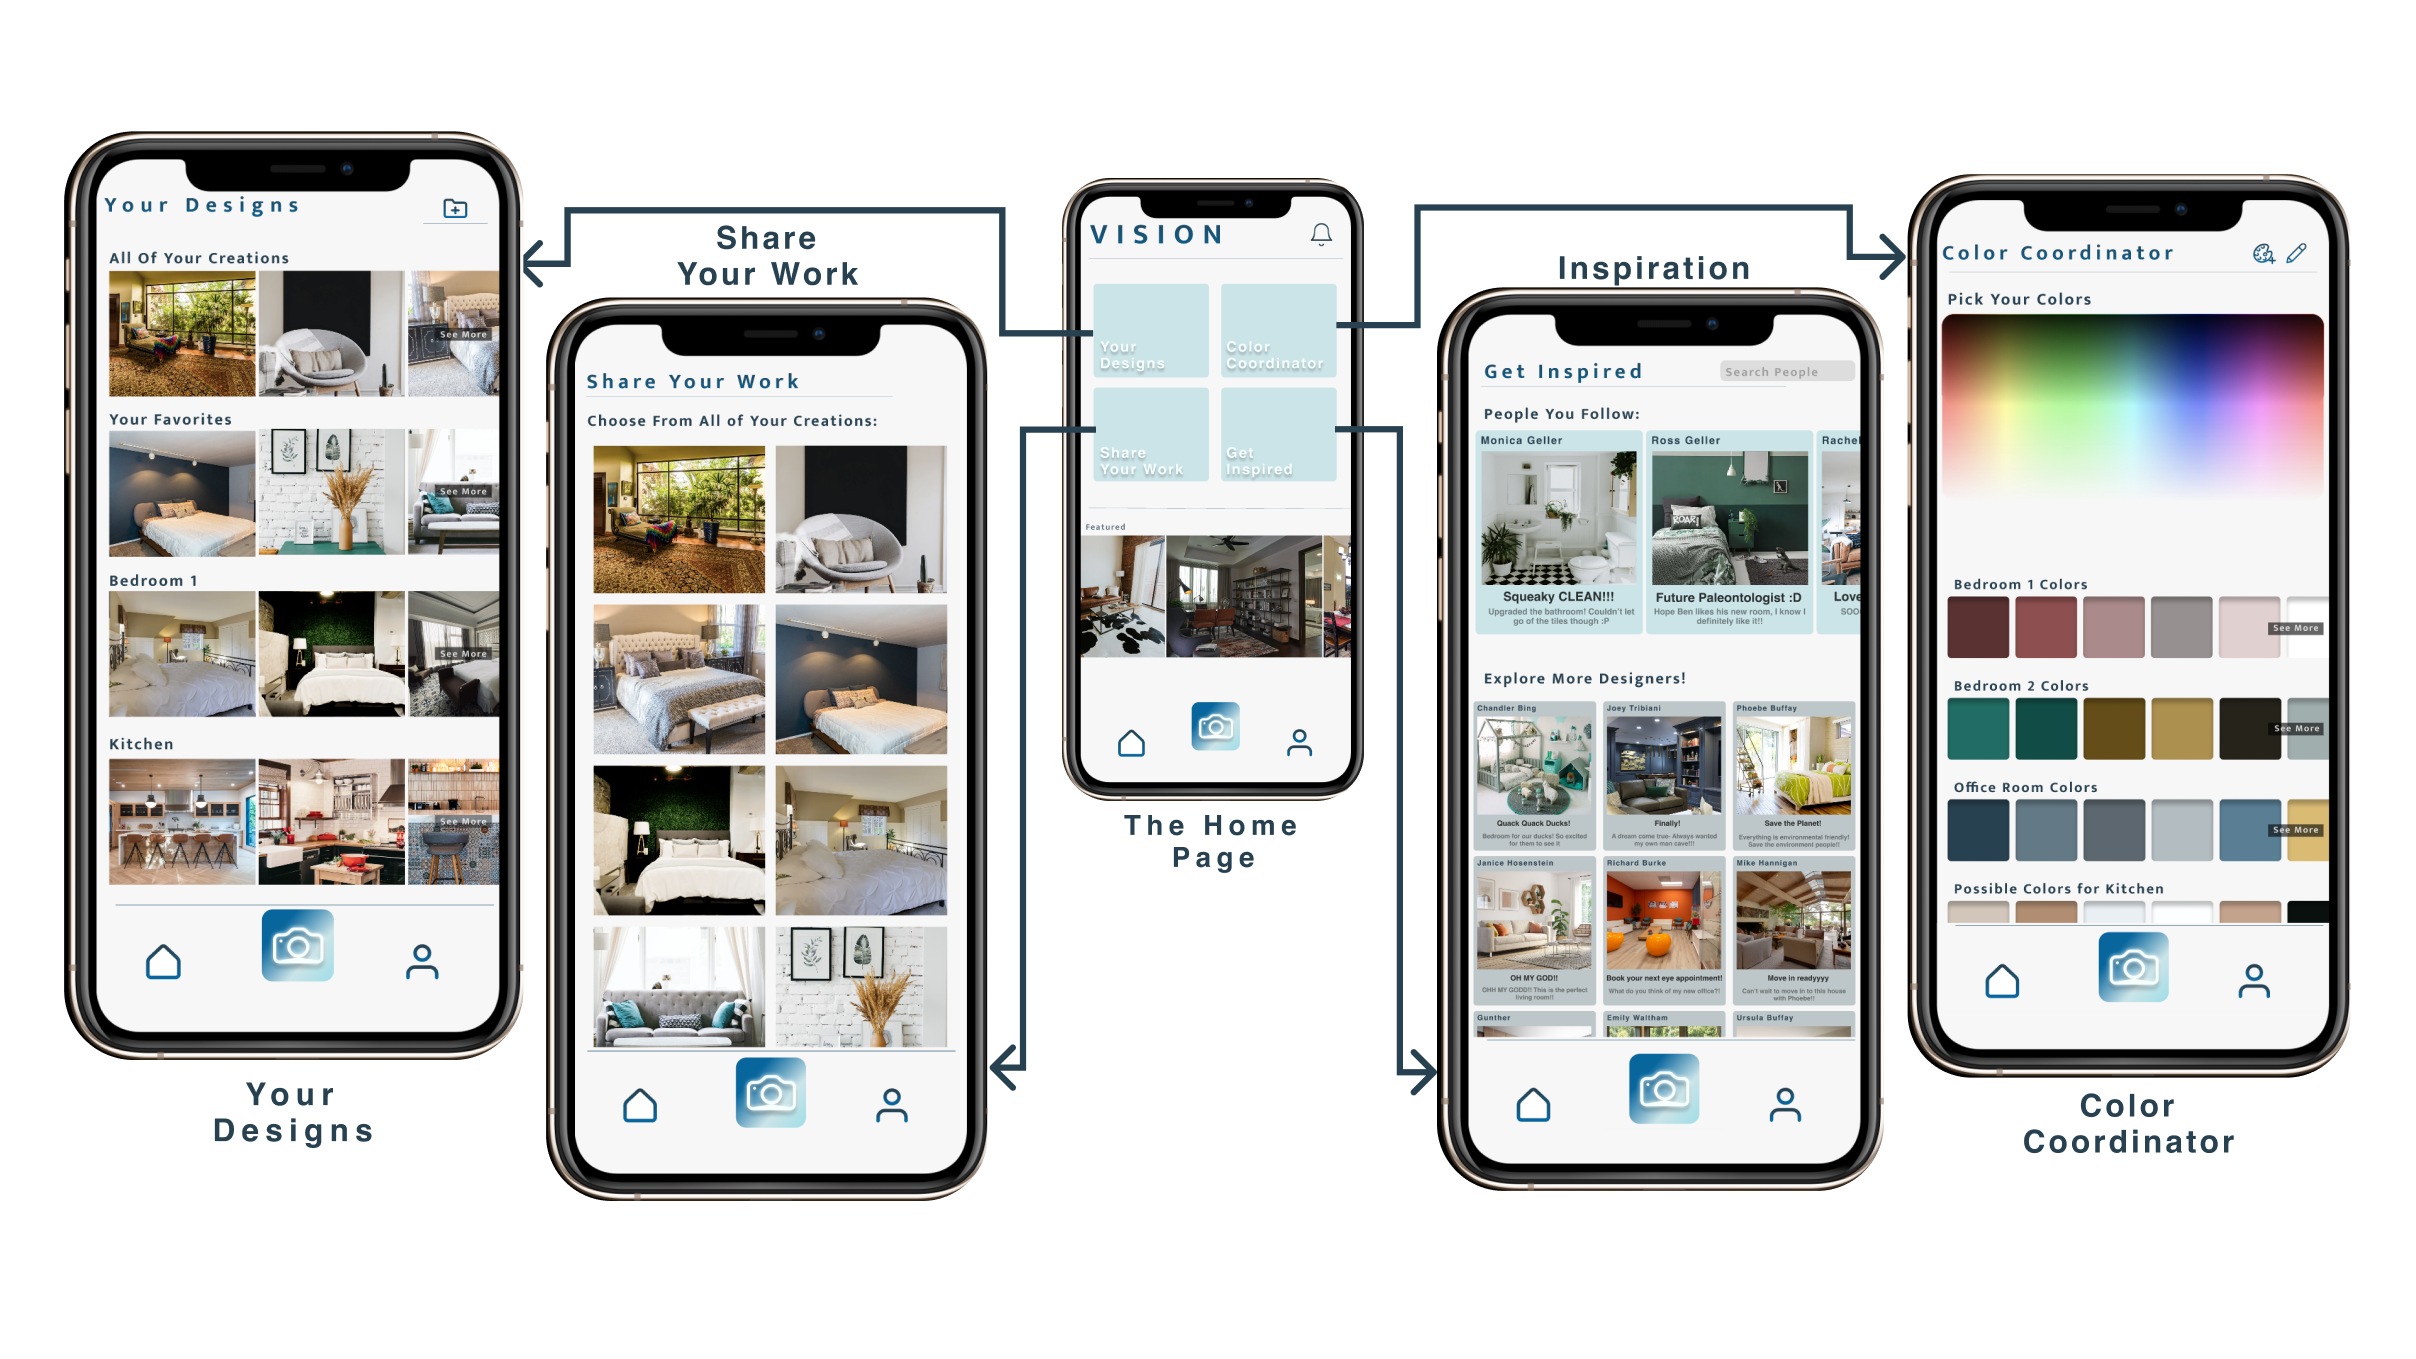 Your Designs
All Of Your Creations
See More
Your Favorites
See More
Bedroom 1
See More
Kitchen
See More
Your
Designs
Share
Your Work
Share Your Work
Choose From All of Your Creations:
VISION
Your
Designs
Color
Coordinator
Share
Your Work
Get
Inspired
Featured
The Home
Page
Inspiration
Get Inspired
Search People
People You Follow:
Monica Geller
Ross Geller
Rachel
ROAR!
Squeaky CLEAN!!!
Upgraded the bathroom! Couldn't let
go of the tiles though :P
Future Paleontologist :D
Hope Ben likes his new room, I know I
definitely like it!!
Love
SOO
Explore More Designers!
Chandler Bing
Joey Tribiani
Phoebe Buffay
Quack Quack Ducks!
Bedroom for our ducks! So excited
for them to see it
Finally!
A dream come true- Always wanted
my own man cave!!!
Save the Planet!
Everything is environmental friendly!
Save the environment people!!
Janice Hosenstein
Richard Burke
Mike Hannigan
OH MY GOD!!
OHH MY GODD!! This is the perfect
living room!!
Book your next eye appointment!
What do you think of my new office?!
Move in readyyyy
Can't wait to move in to this house
with Phoebe!!
Gunther
Emily Waltham
Ursula Buffay
Color Coordinator
Pick Your Colors
Bedroom 1 Colors
See More
Bedroom 2 Colors
See More
Office Room Colors
See More
Possible Colors for Kitchen
Color
Coordinator